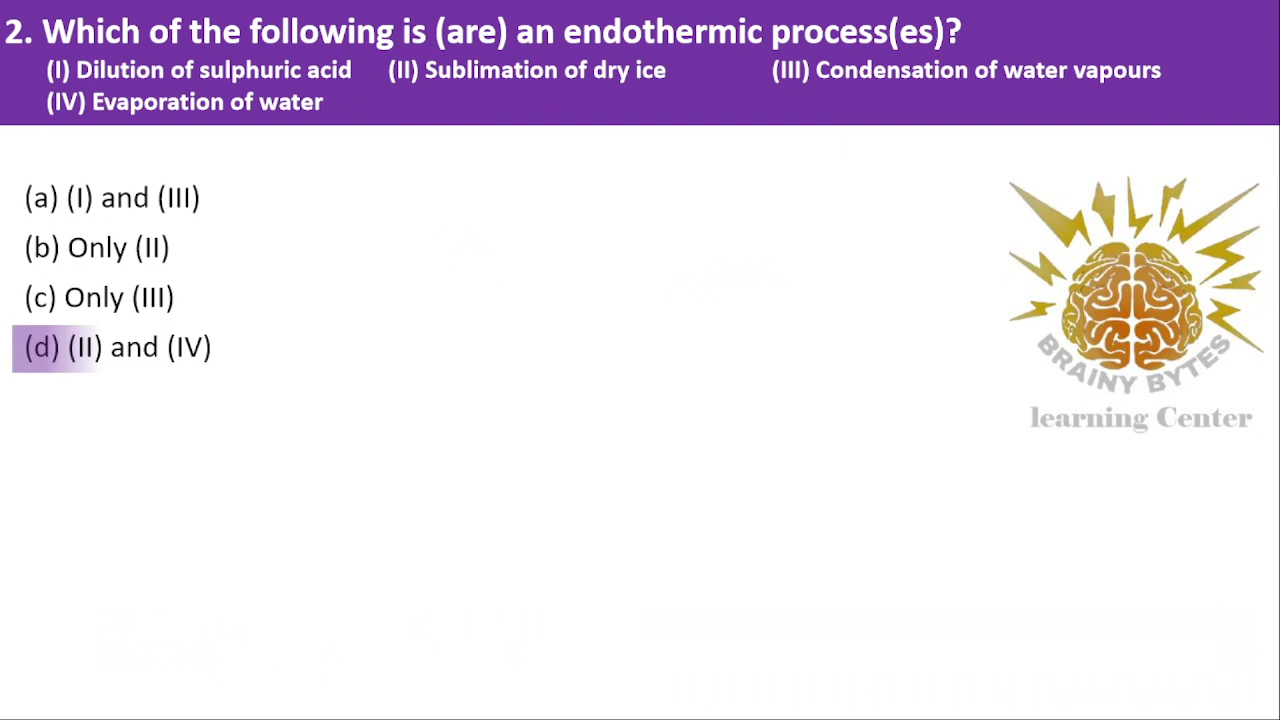 2. Which of the following is (are) an endothermic process(es)?
(I) Dilution of sulphuric acid (II) Sublimation of dry ice (III) Condensation of water vapours
(IV) Evaporation of water
(a) (I) and (III)
(b) Only (II)
(c) Only (III)
(d) (II) and (IV)
BRAINY BYTES
learning Center